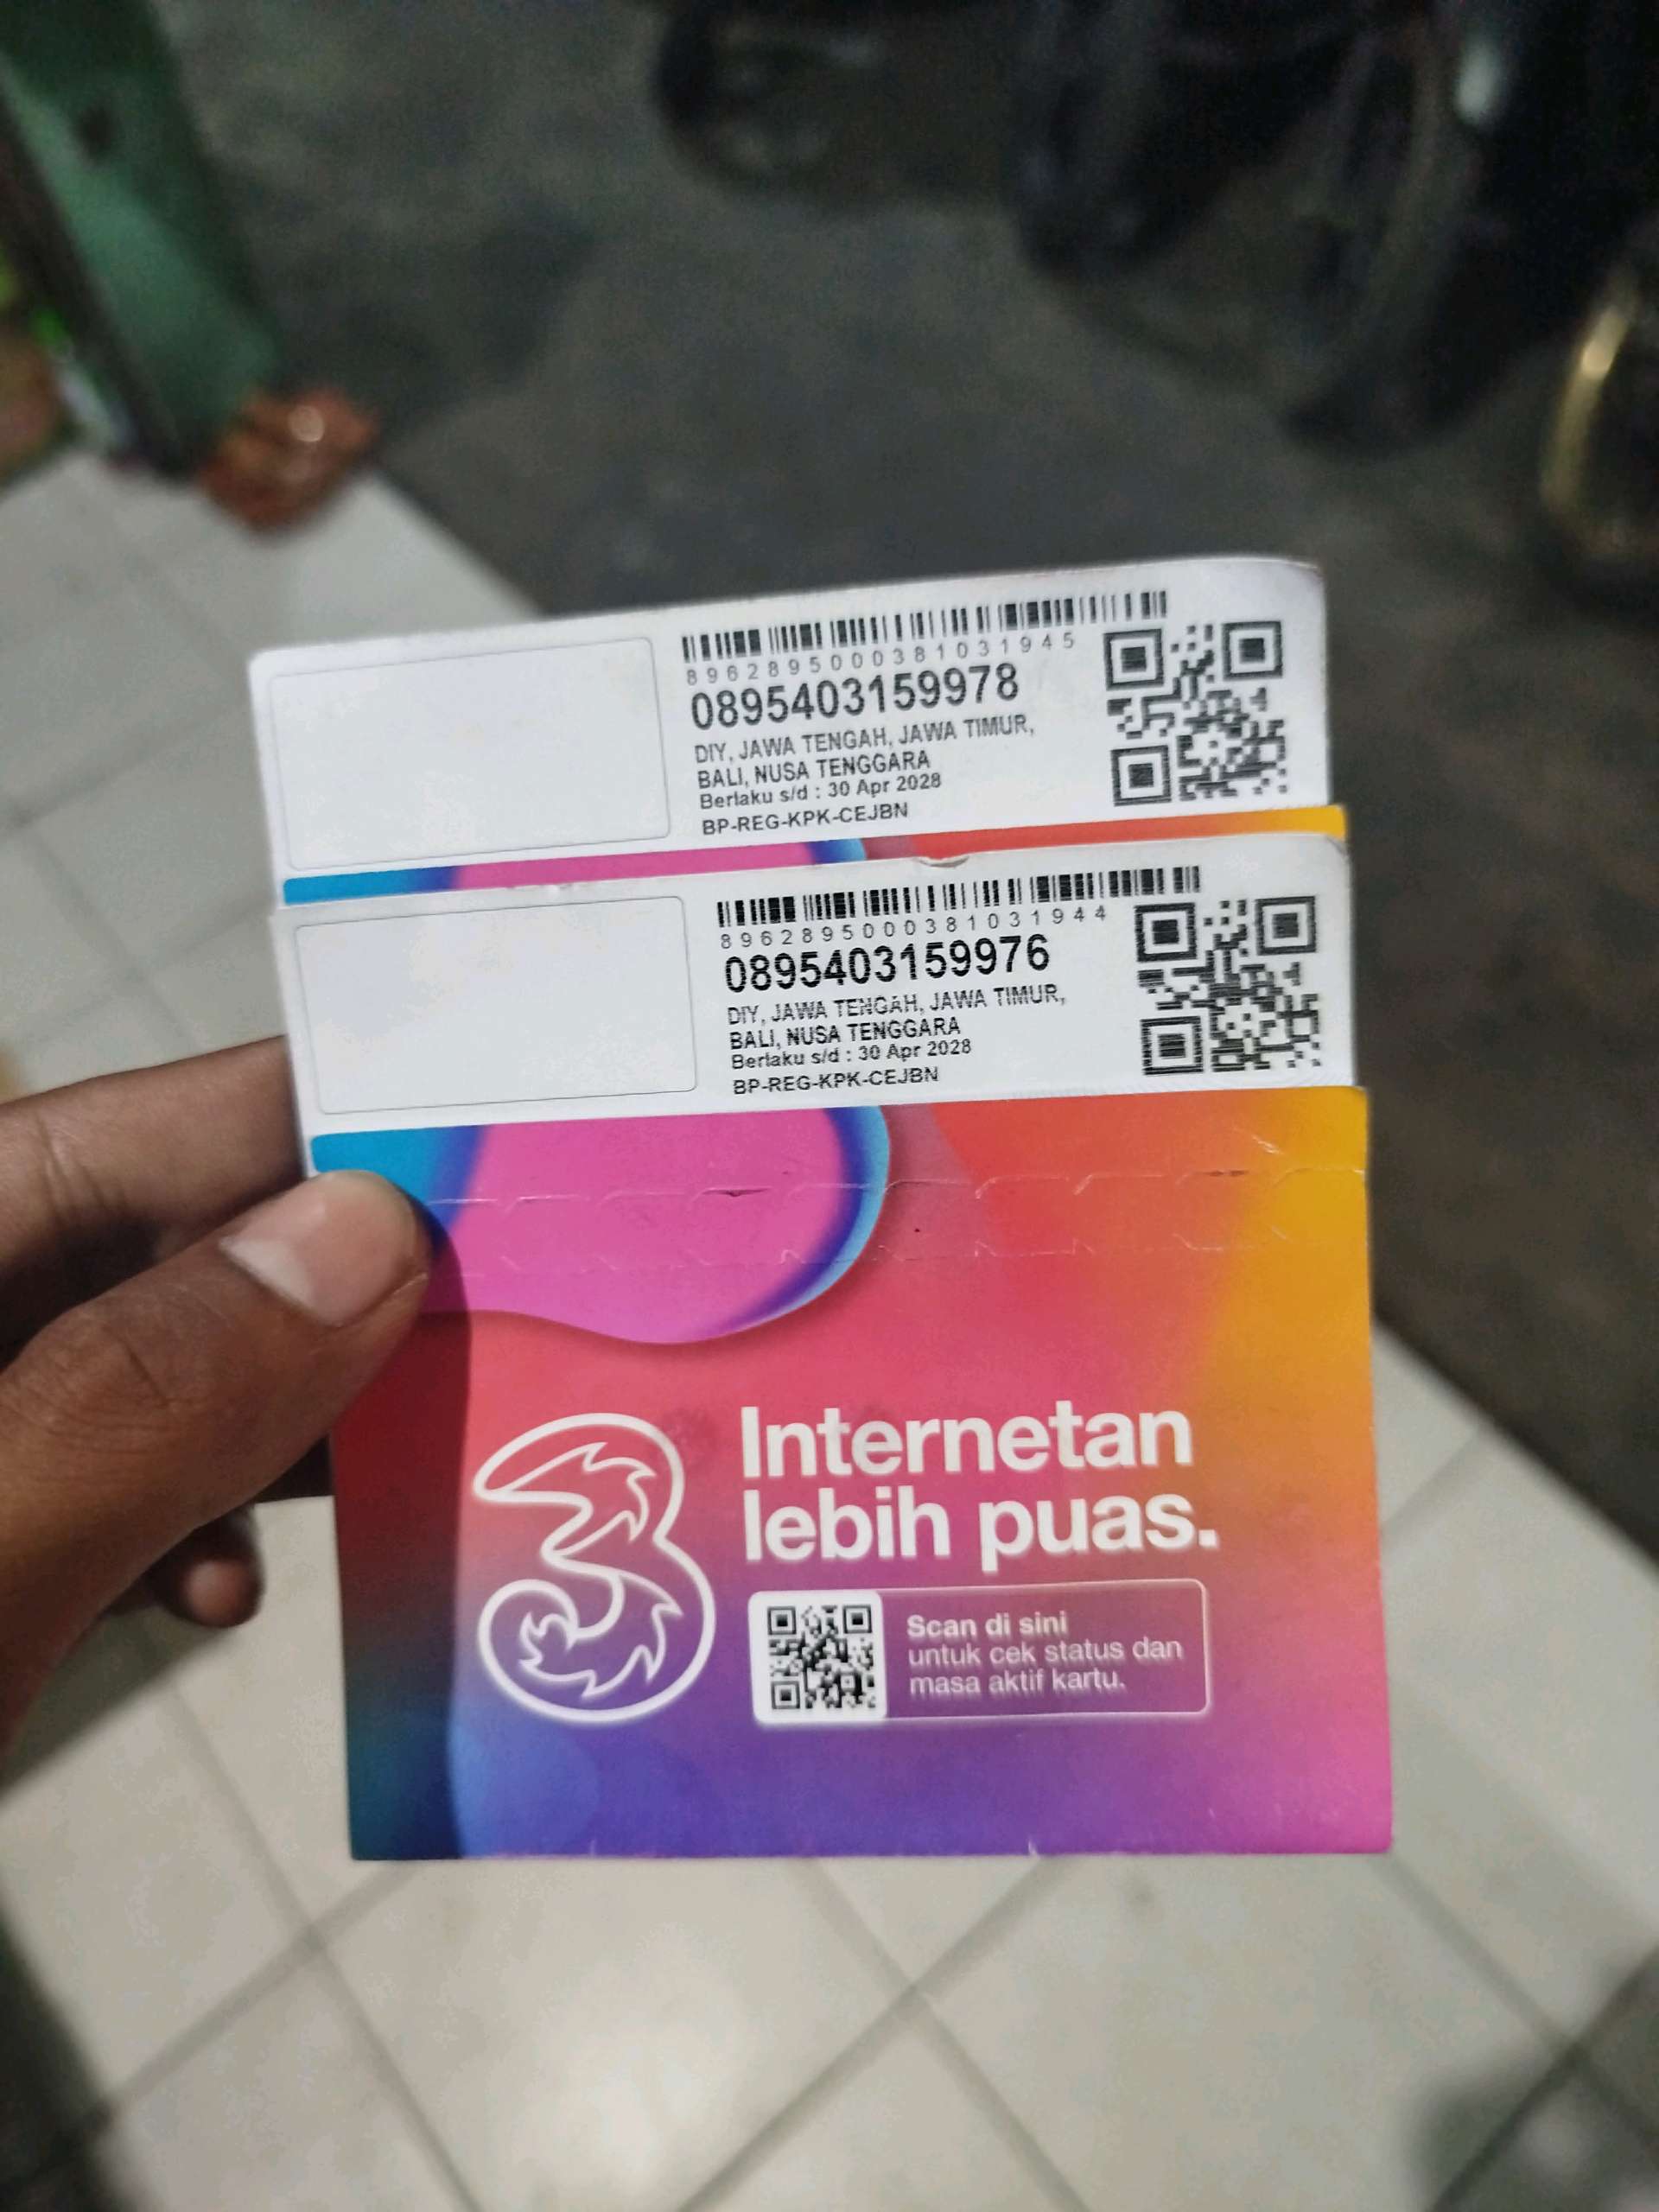 8962895000381031945
0895403159978
DIY, JAWA TENGAH, JAWA TIMUR,
BALI, NUSA TENGGARA
Berlaku s/d : 30 Apr 2028
BP-REG-KPK-CEJBN
8962895000381031944
0895403159976
DIY, JAWA TENGAH, JAWA TIMUR,
BALI, NUSA TENGGARA
Berlaku s/d : 30 Apr 2028
BP-REG-KPK-CEJBN
3
Internetan
lebih puas.
Scan di sini
untuk cek status dan
masa aktif kartu.